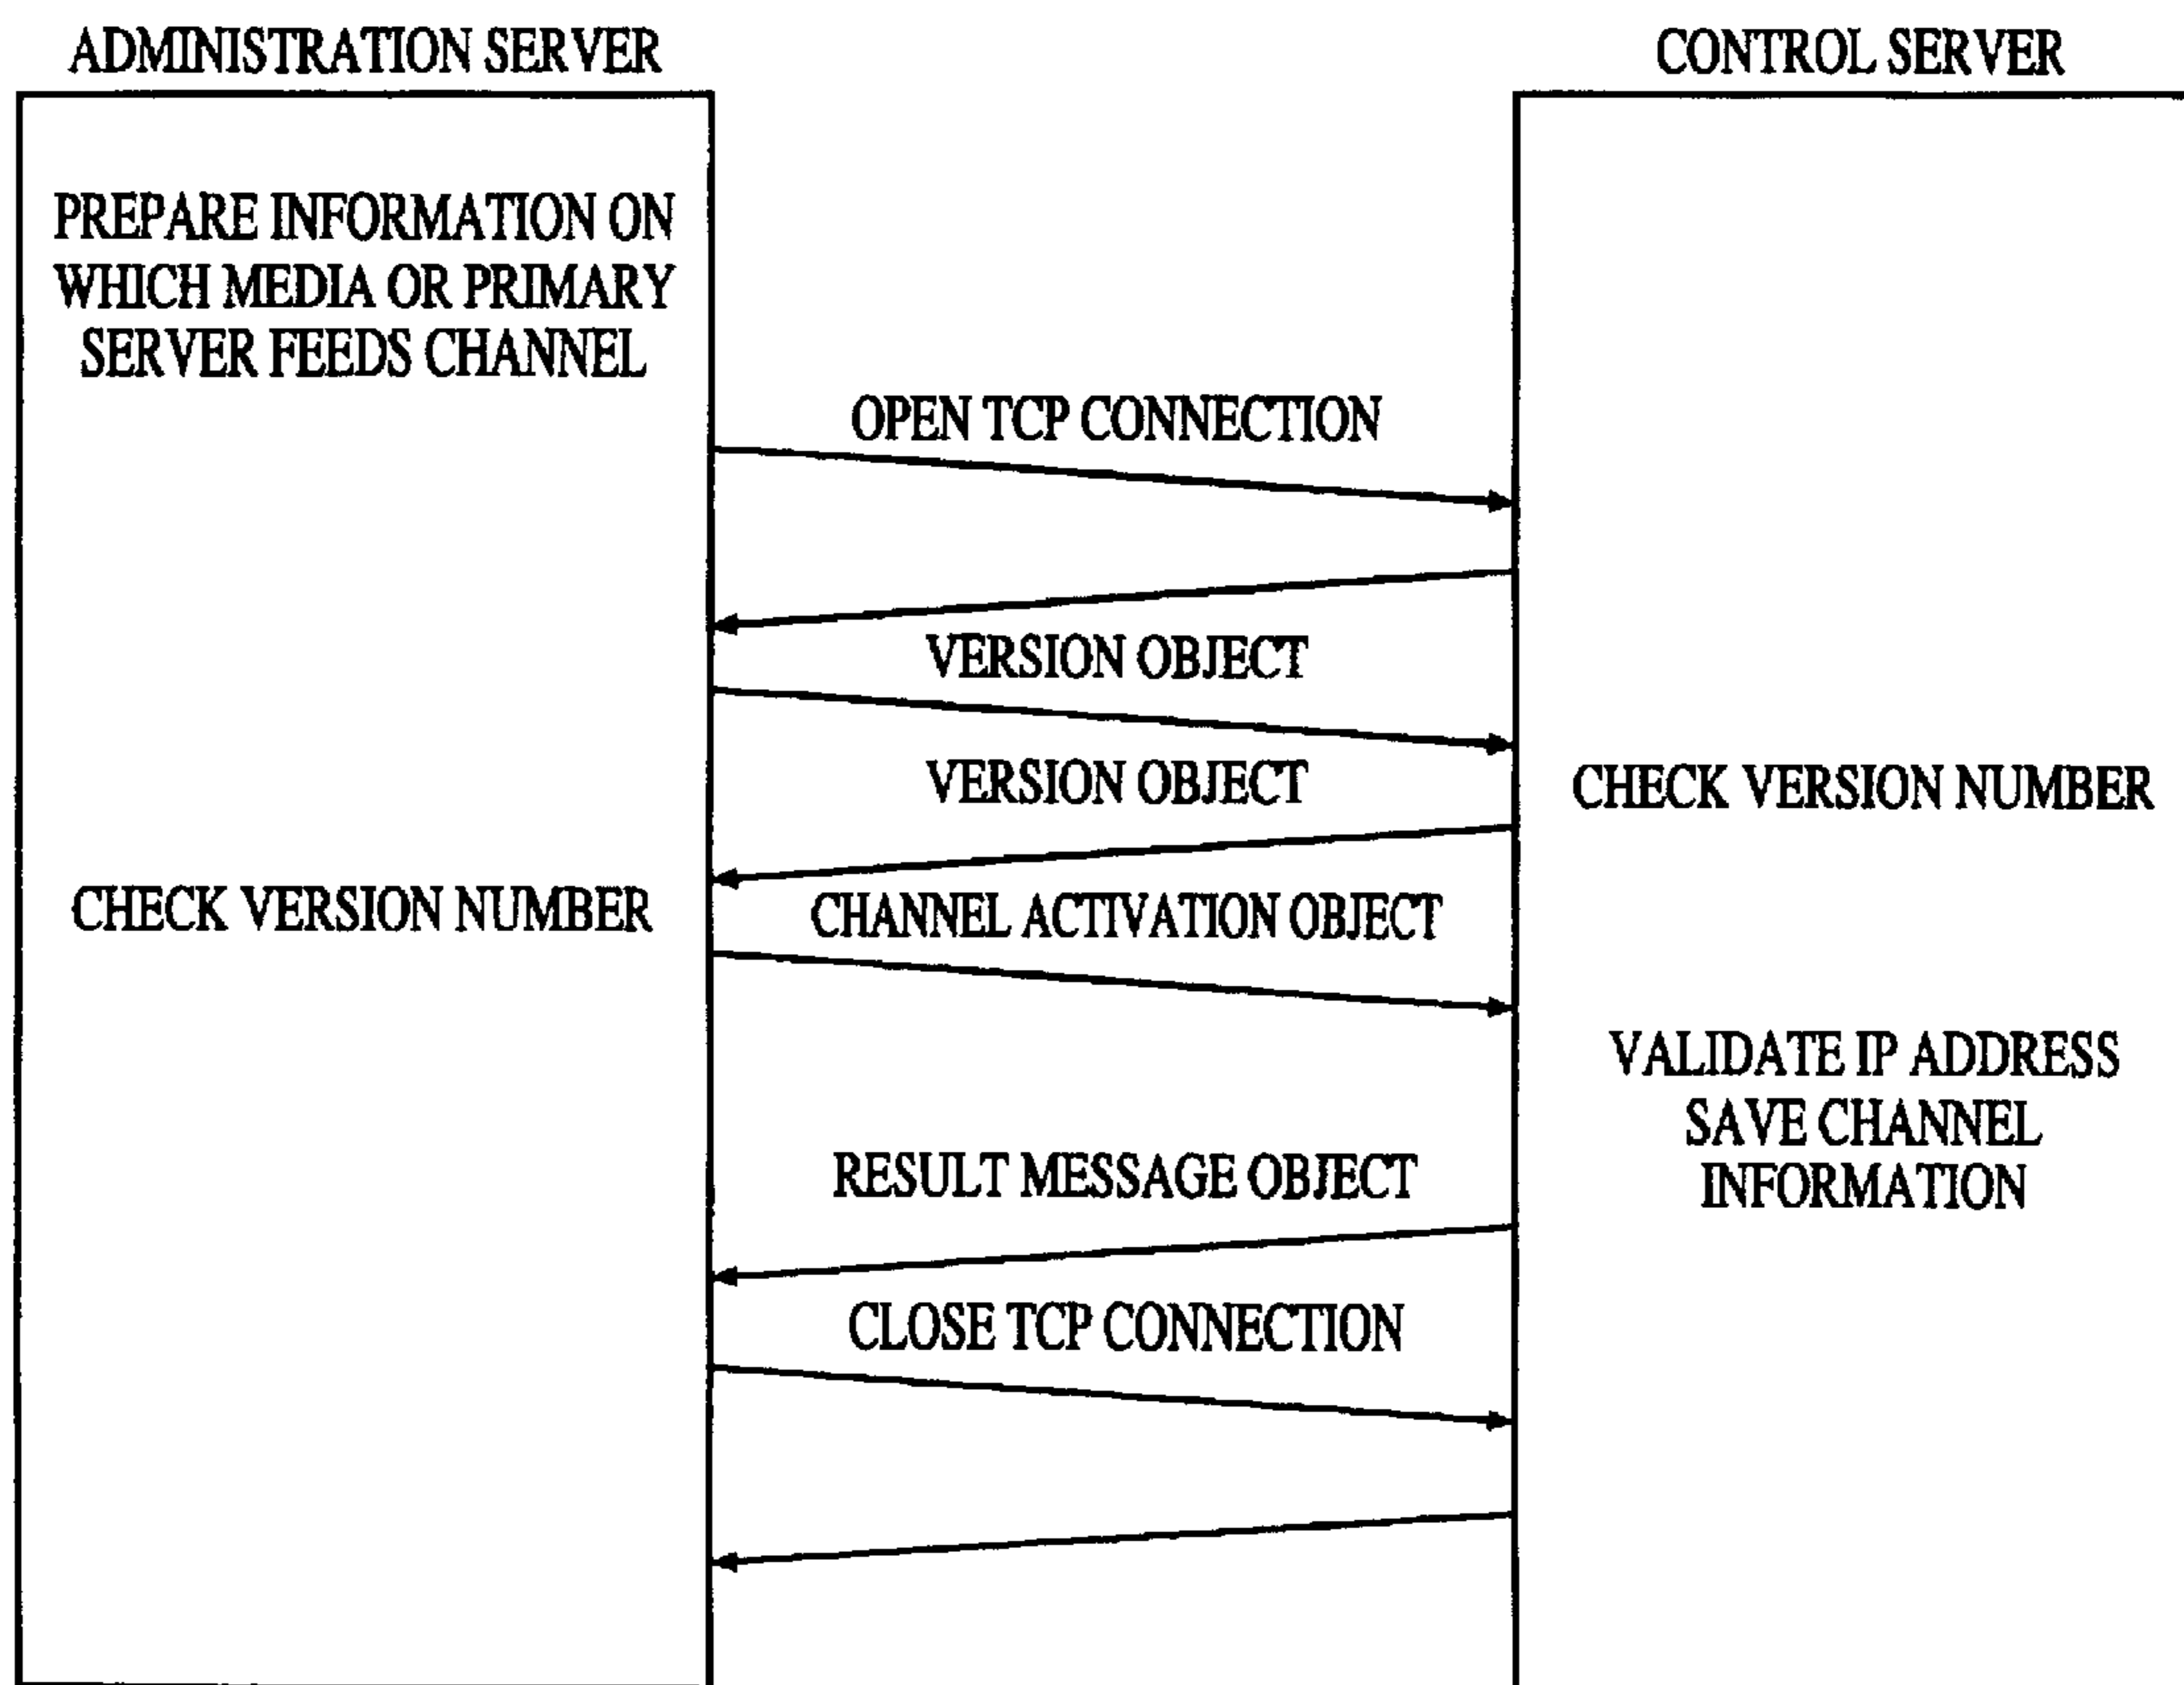 ADMINISTRATION SERVER
CONTROL SERVER
PREPARE INFORMATION ON
WHICH MEDIA OR PRIMARY
SERVER FEEDS CHANNEL
OPEN TCP CONNECTION
VERSION OBJECT
VERSION OBJECT
CHECK VERSION NUMBER
CHECK VERSION NUMBER
CHANNEL ACTIVATION OBJECT
VALIDATE IP ADDRESS
SAVE CHANNEL
INFORMATION
RESULT MESSAGE OBJECT
CLOSE TCP CONNECTION